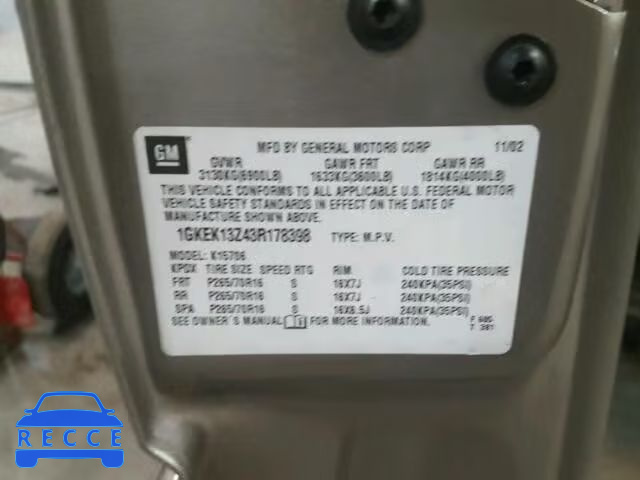 GM
MFD BY GENERAL MOTORS CORP 11/02
GVWR GAWR FRT GAWR RR
3130KG(6900LB) 1633KG(3600LB) 1814KG(4000LB)
THIS VEHICLE CONFORMS TO ALL APPLICABLE U.S. FEDERAL MOTOR
VEHICLE SAFETY STANDARDS IN EFFECT ON THE DATE OF
MANUFACTURE SHOWN ABOVE.
1GKEK13Z43R178398 TYPE: M.P.V.
MODEL: K15706
TIRE SIZE SPEED RTG RIM COLD TIRE PRESSURE
FRT P265/70R16 S 16X7J 240KPA(35PSI)
RR P265/70R16 S 16X7J 240KPA(35PSI)
SPA P265/70R16 S 16X6.5J 240KPA(35PSI)
SEE OWNER'S MANUAL FOR MORE INFORMATION.
RECCE